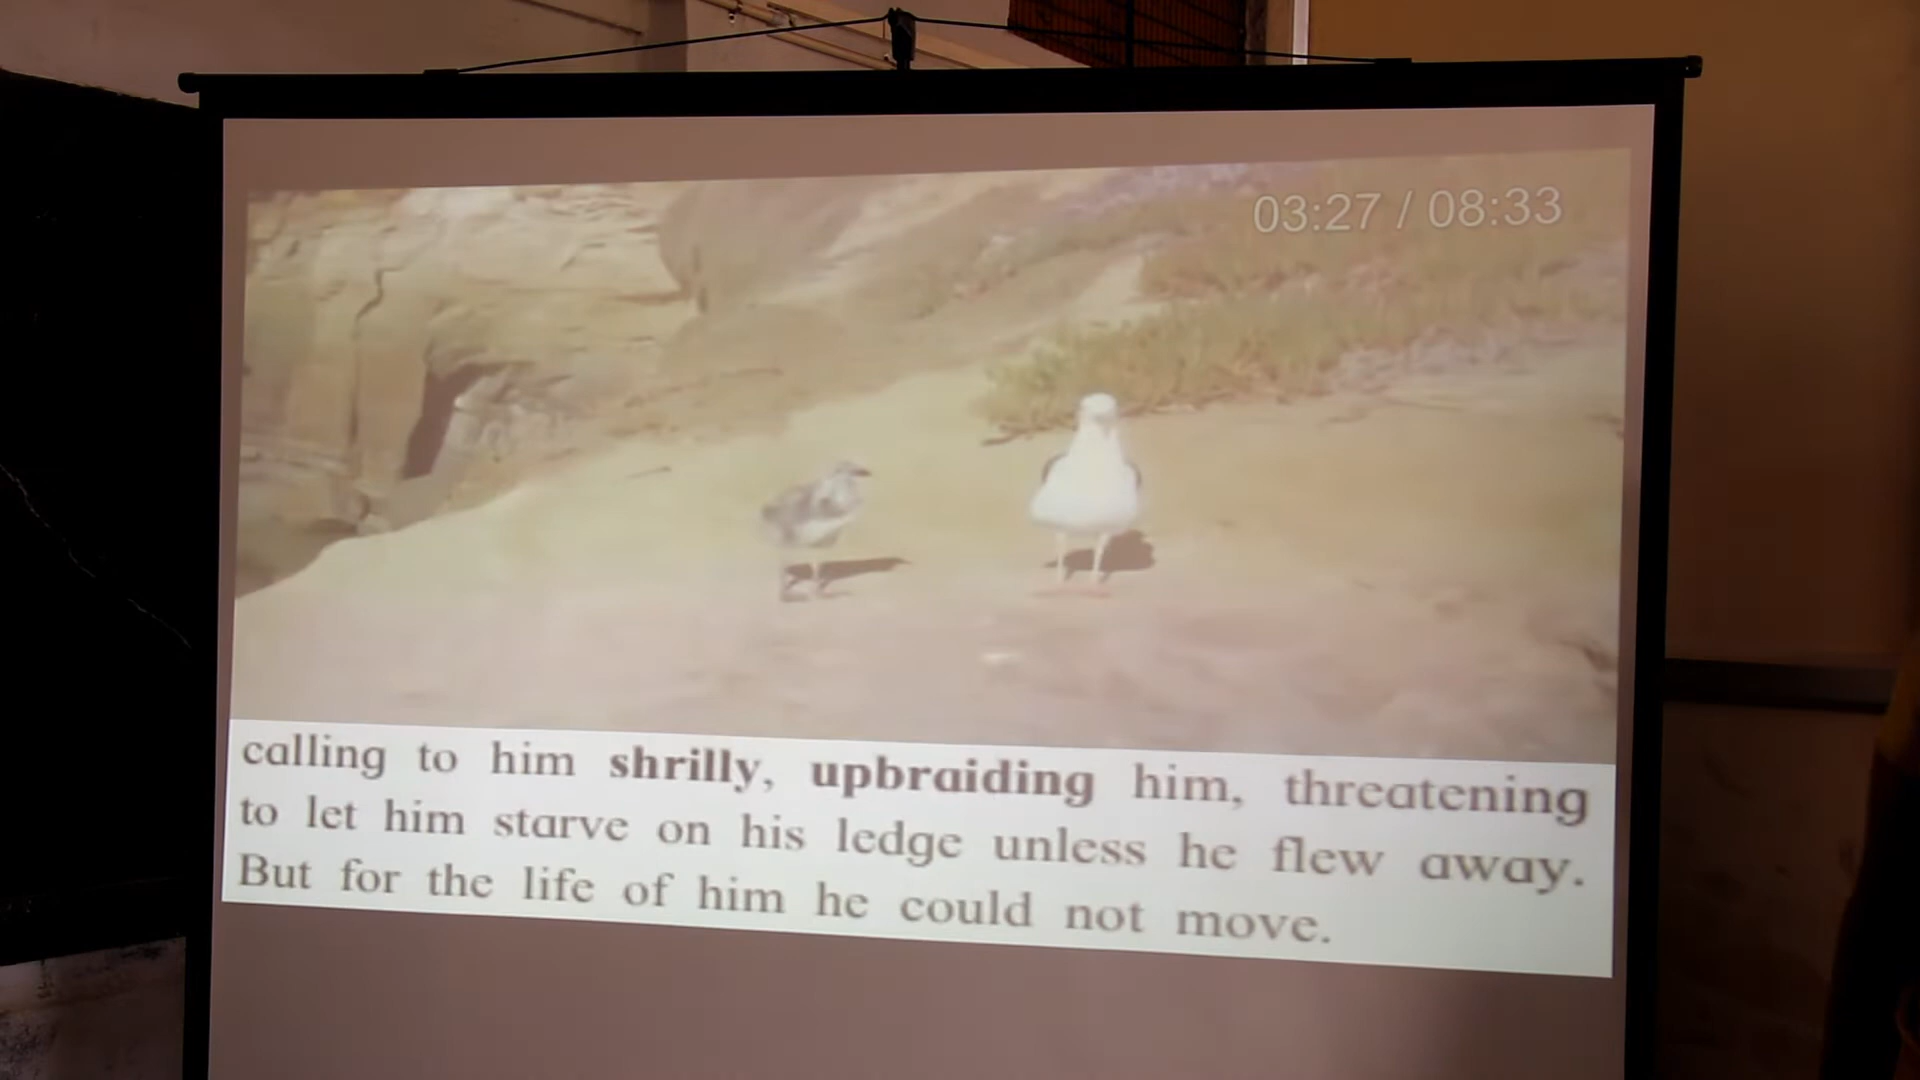 03:27 / 08:33
calling to him shrilly, upbraiding him, threatening
to let him starve on his ledge unless he flew away.
But for the life of him he could not move.